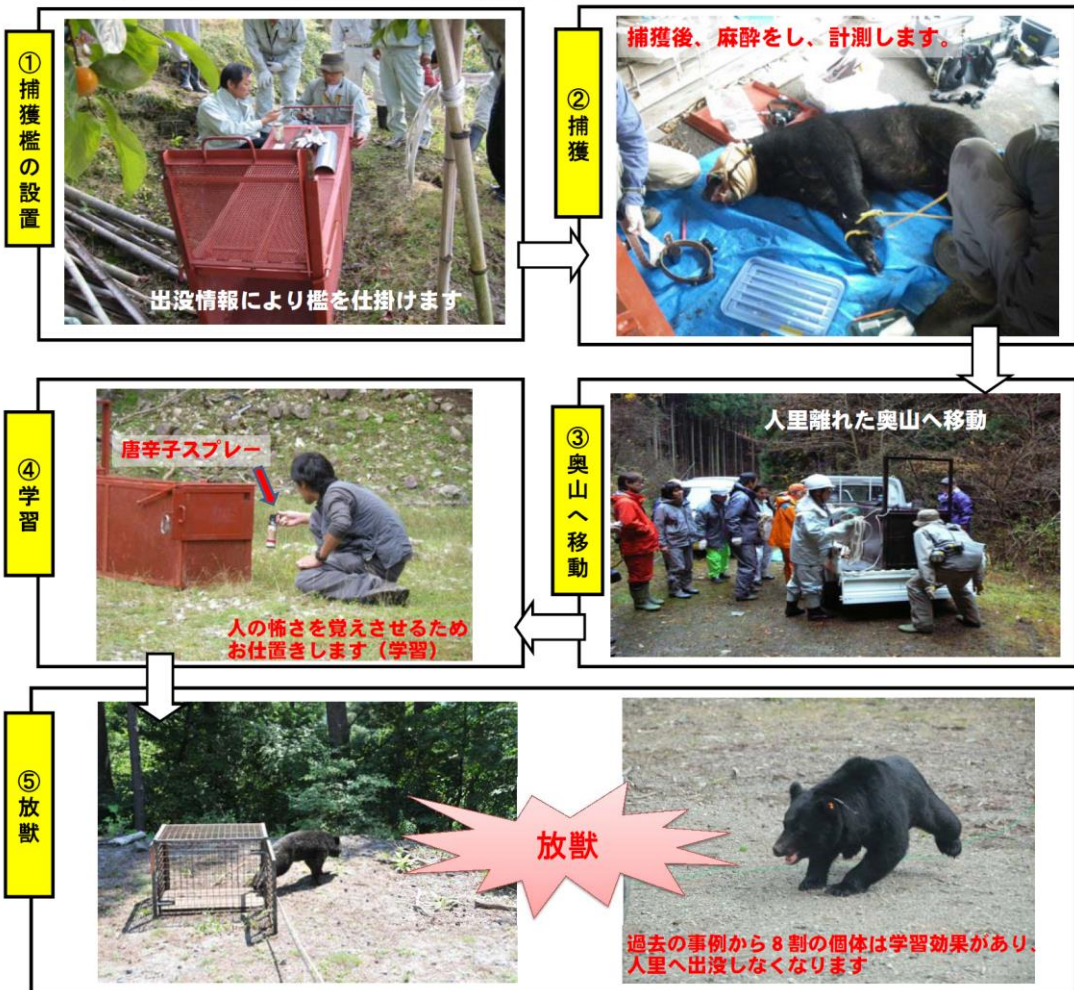 ①捕獲檻の設置
出没情報により檻を仕掛けます
②捕獲
捕獲後、麻酔をし、計測します。
③奥山へ移動
人里離れた奥山へ移動
④学習
唐辛子スプレー
人の怖さを覚えさせるため
お仕置きします（学習）
⑤放獣
放獣
過去の事例から８割の個体は学習効果があり、
人里へ出没しなくなります